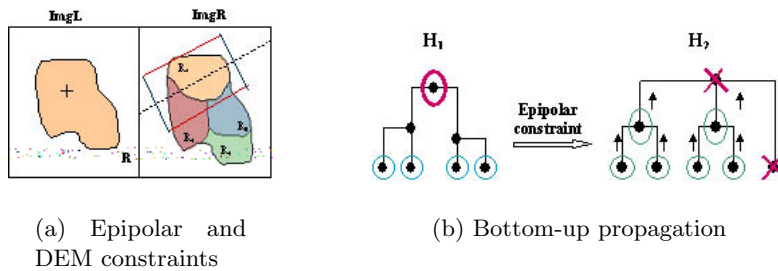 ImgL ImgR
R
H1 H2
Epipolar
constraint
(a) Epipolar and
DEM constraints
(b) Bottom-up propagation